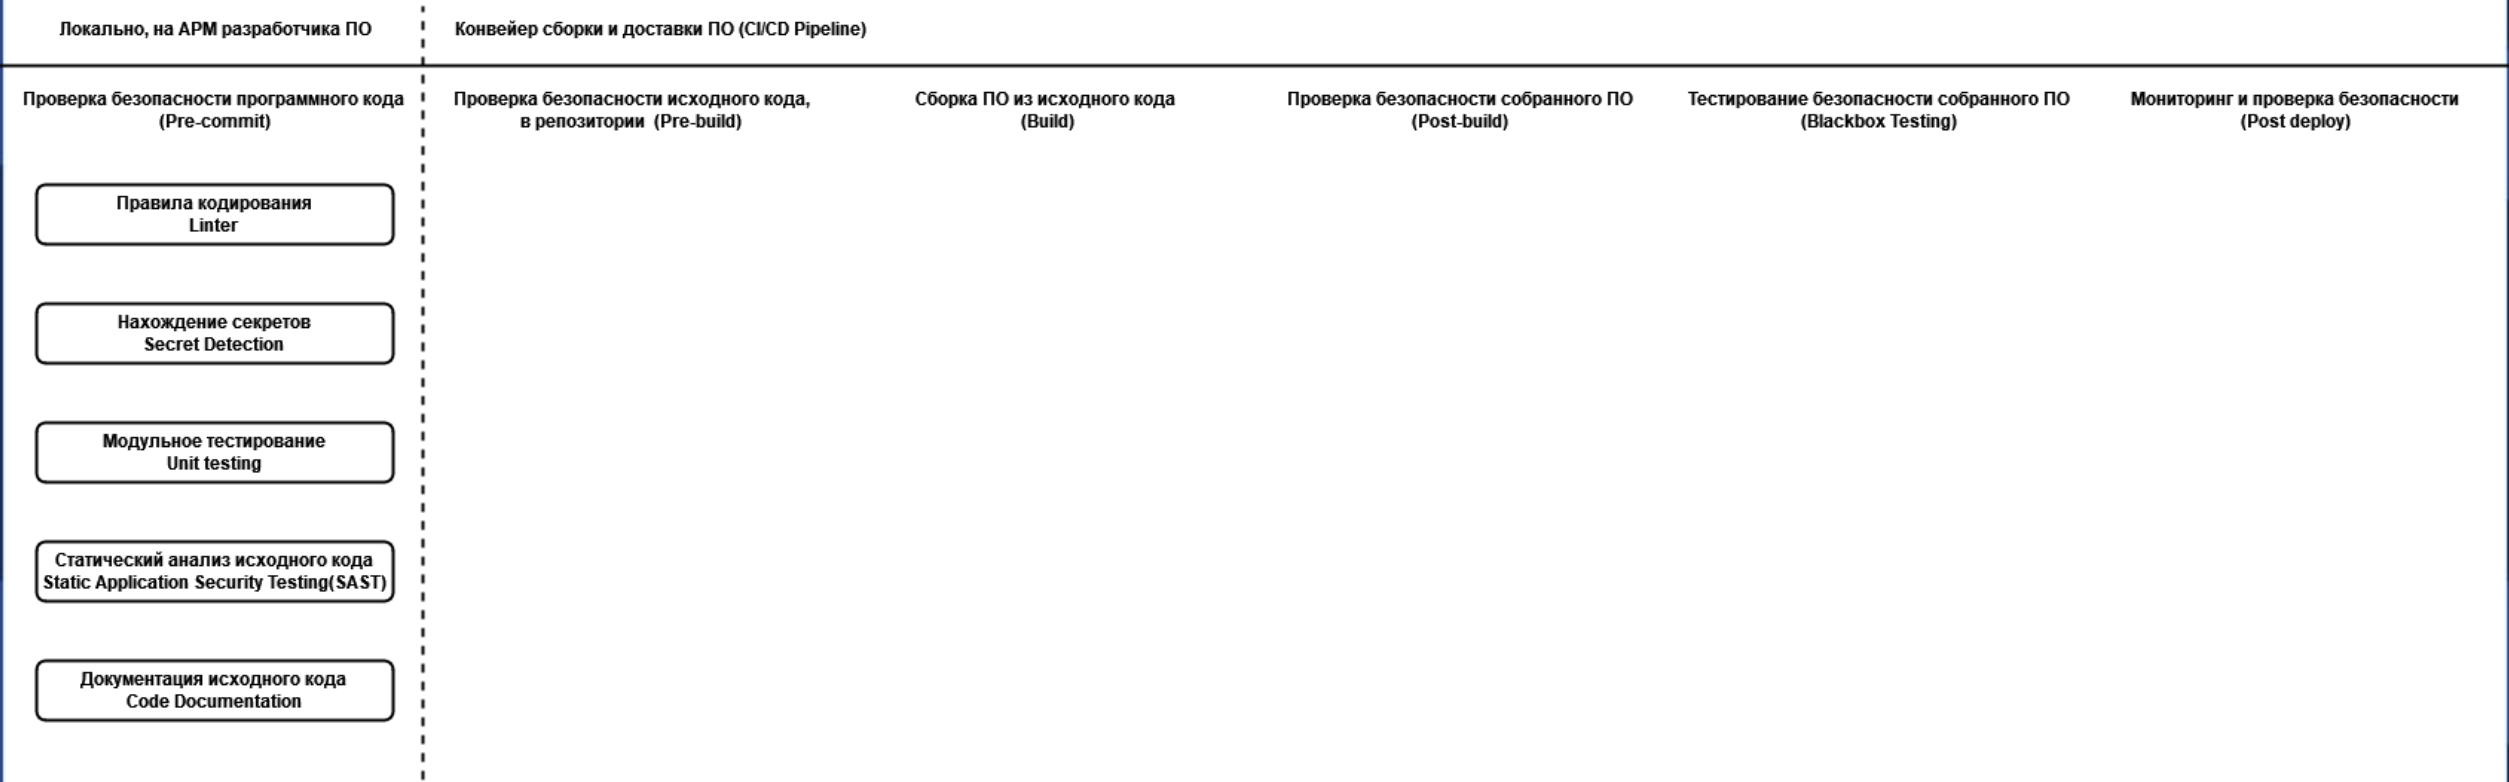 Локально, на АРМ разработчика ПО
Конвейер сборки и доставки ПО (CI/CD Pipeline)
Проверка безопасности программного кода
(Pre-commit)
Проверка безопасности исходного кода,
в репозитории (Pre-build)
Сборка ПО из исходного кода
(Build)
Проверка безопасности собранного ПО
(Post-build)
Тестирование безопасности собранного ПО
(Blackbox Testing)
Мониторинг и проверка безопасности
(Post deploy)
Правила кодирования
Linter
Нахождение секретов
Secret Detection
Модульное тестирование
Unit testing
Статический анализ исходного кода
Static Application Security Testing(SAST)
Документация исходного кода
Code Documentation